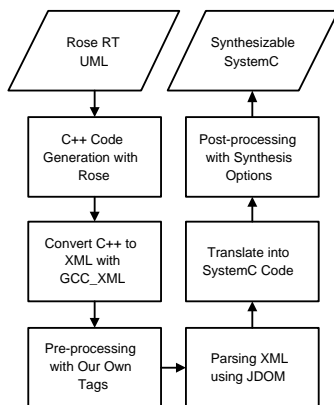 Rose RT
UML
C++ Code
Generation with
Rose
Convert C++ to
XML with
GCC_XML
Pre-processing
with Our Own
Tags
Parsing XML
using JDOM
Translate into
SystemC Code
Post-processing
with Synthesis
Options
Synthesizable
SystemC